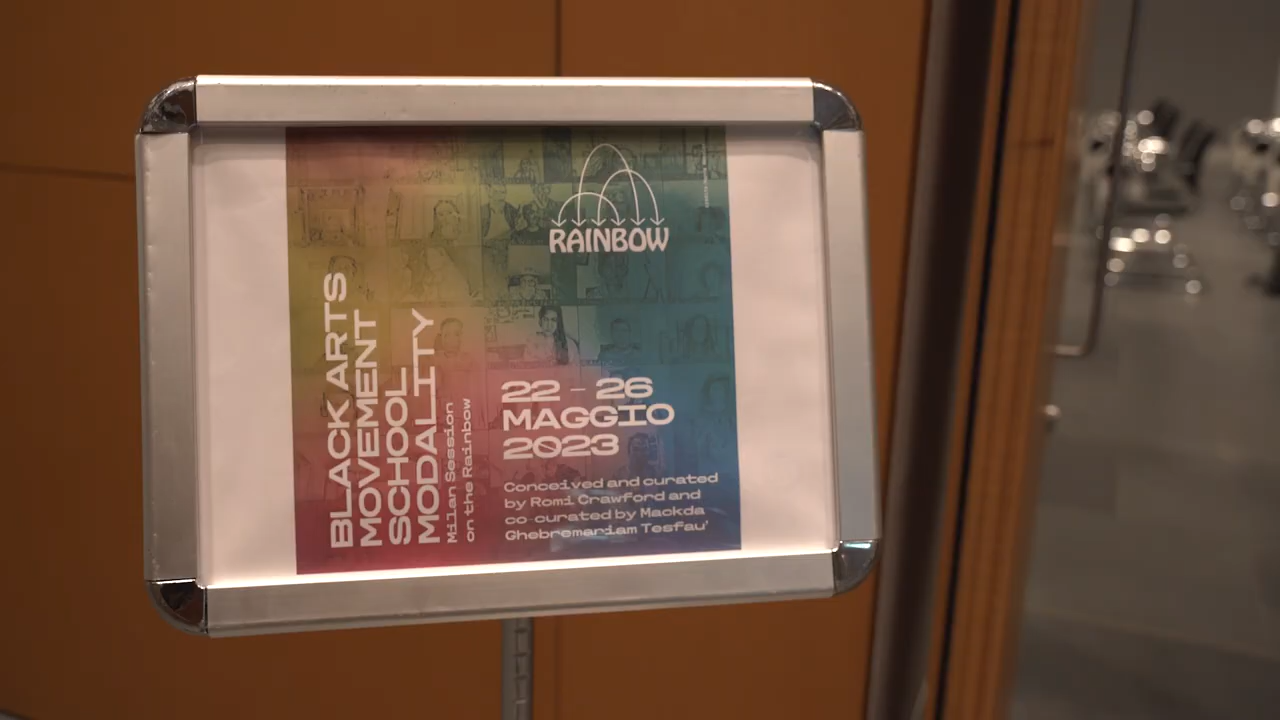 RAINBOW
BLACK ARTS
MOVEMENT
SCHOOL
MODALITY
Milan Session
on the Rainbow
22 – 26
MAGGIO
2023
Conceived and curated
by Romi Crawford and
co-curated by Mackda
Ghebremariam Tesfau'